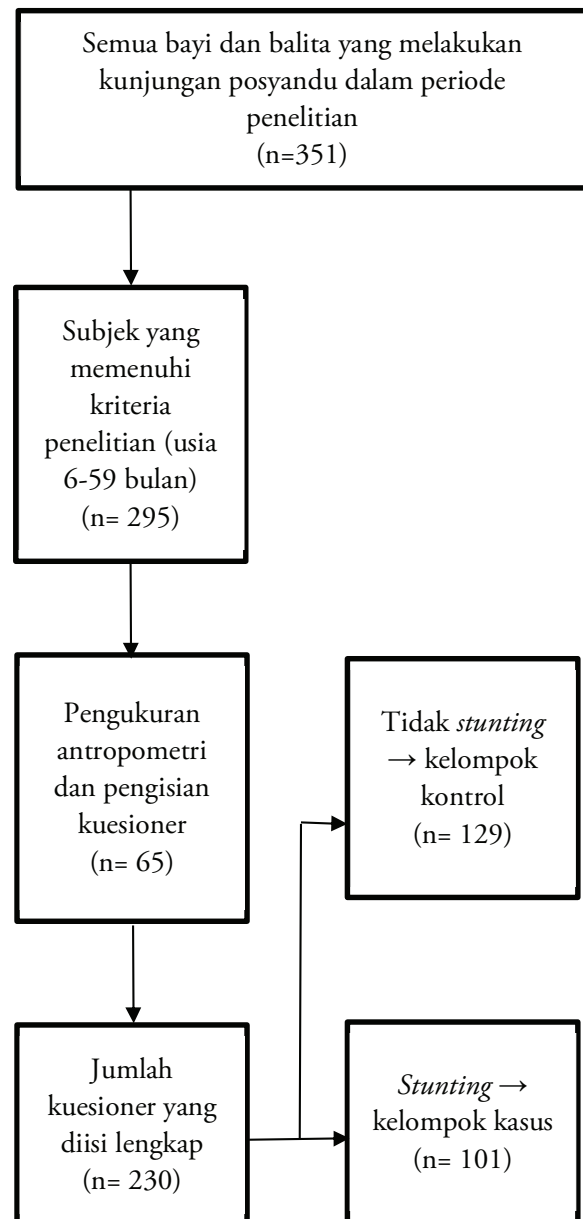 Semua bayi dan balita yang melakukan
kunjungan posyandu dalam periode
penelitian
(n=351)
Subjek yang
memenuhi
kriteria
penelitian (usia
6-59 bulan)
(n= 295)
Pengukuran
antropometri
dan pengisian
kuesioner
(n= 65)
Tidak stunting
→ kelompok
kontrol
(n= 129)
Jumlah
kuesioner yang
diisi lengkap
(n= 230)
Stunting →
kelompok kasus
(n= 101)